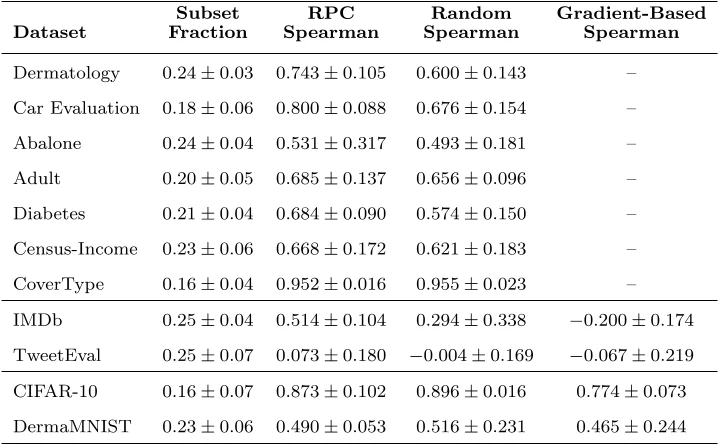 Dataset Subset Fraction RPC Spearman Random Spearman Gradient-Based Spearman
Dermatology 0.24 ± 0.03 0.743 ± 0.105 0.600 ± 0.143 –
Car Evaluation 0.18 ± 0.06 0.800 ± 0.088 0.676 ± 0.154 –
Abalone 0.24 ± 0.04 0.531 ± 0.317 0.493 ± 0.181 –
Adult 0.20 ± 0.05 0.685 ± 0.137 0.656 ± 0.096 –
Diabetes 0.21 ± 0.04 0.684 ± 0.090 0.574 ± 0.150 –
Census-Income 0.23 ± 0.06 0.668 ± 0.172 0.621 ± 0.183 –
CoverType 0.16 ± 0.04 0.952 ± 0.016 0.955 ± 0.023 –
IMDb 0.25 ± 0.04 0.514 ± 0.104 0.294 ± 0.338 −0.200 ± 0.174
TweetEval 0.25 ± 0.07 0.073 ± 0.180 −0.004 ± 0.169 −0.067 ± 0.219
CIFAR-10 0.16 ± 0.07 0.873 ± 0.102 0.896 ± 0.016 0.774 ± 0.073
DermaMNIST 0.23 ± 0.06 0.490 ± 0.053 0.516 ± 0.231 0.465 ± 0.244